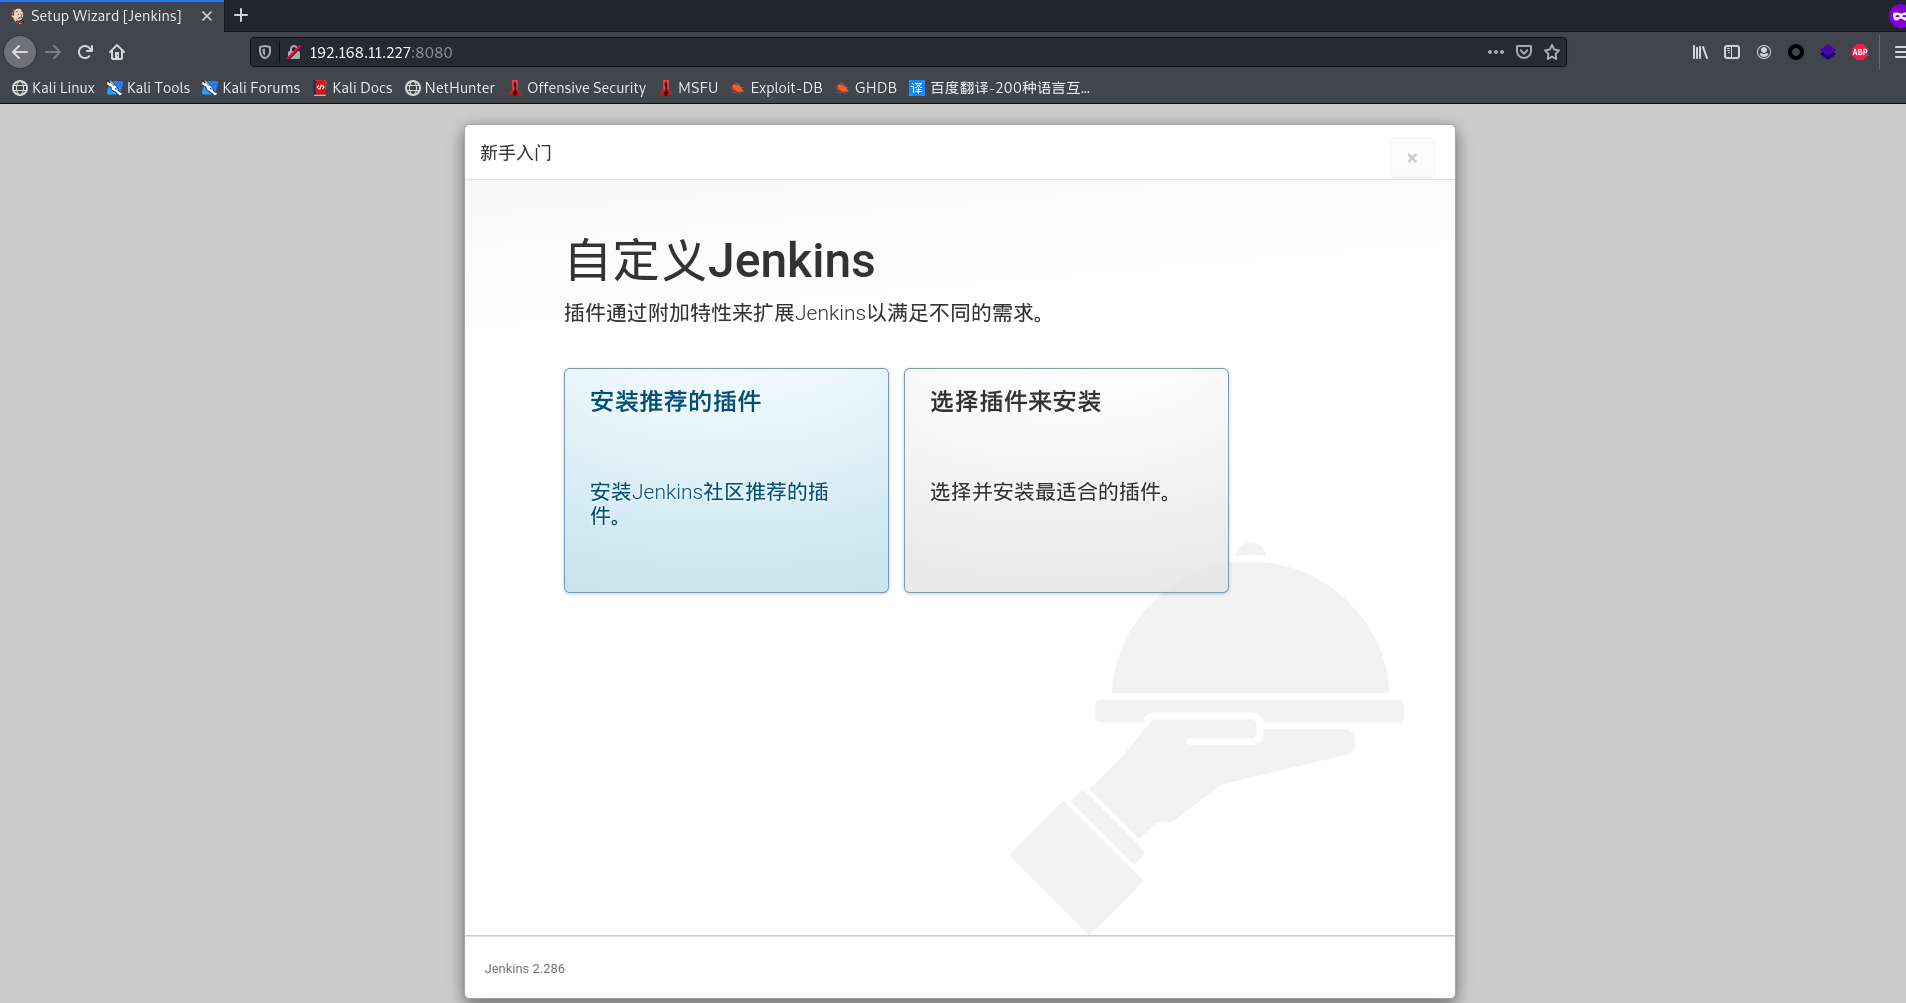 Setup Wizard [Jenkins]
192.168.11.227:8080
Kali Linux Kali Tools Kali Forums Kali Docs NetHunter Offensive Security MSFU Exploit-DB GHDB 译 百度翻译-200种语言互...
ABP
新手入门
自定义Jenkins
插件通过附加特性来扩展Jenkins以满足不同的需求。
安装推荐的插件
安装Jenkins社区推荐的插
件。
选择插件来安装
选择并安装最适合的插件。
Jenkins 2.286